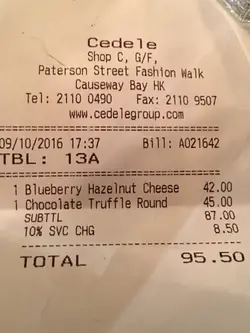 Cedele
Shop C, G/F,
Paterson Street Fashion Walk
Causeway Bay HK
Tel: 2110 0490 Fax: 2110 9507
www.cedelegroup.com
09/10/2016 17:37 Bill: A021642
TBL: 13A
1 Blueberry Hazelnut Cheese 42.00
1 Chocolate Truffle Round 45.00
SUBTTL 87.00
10% SVC CHG 8.50
TOTAL 95.50